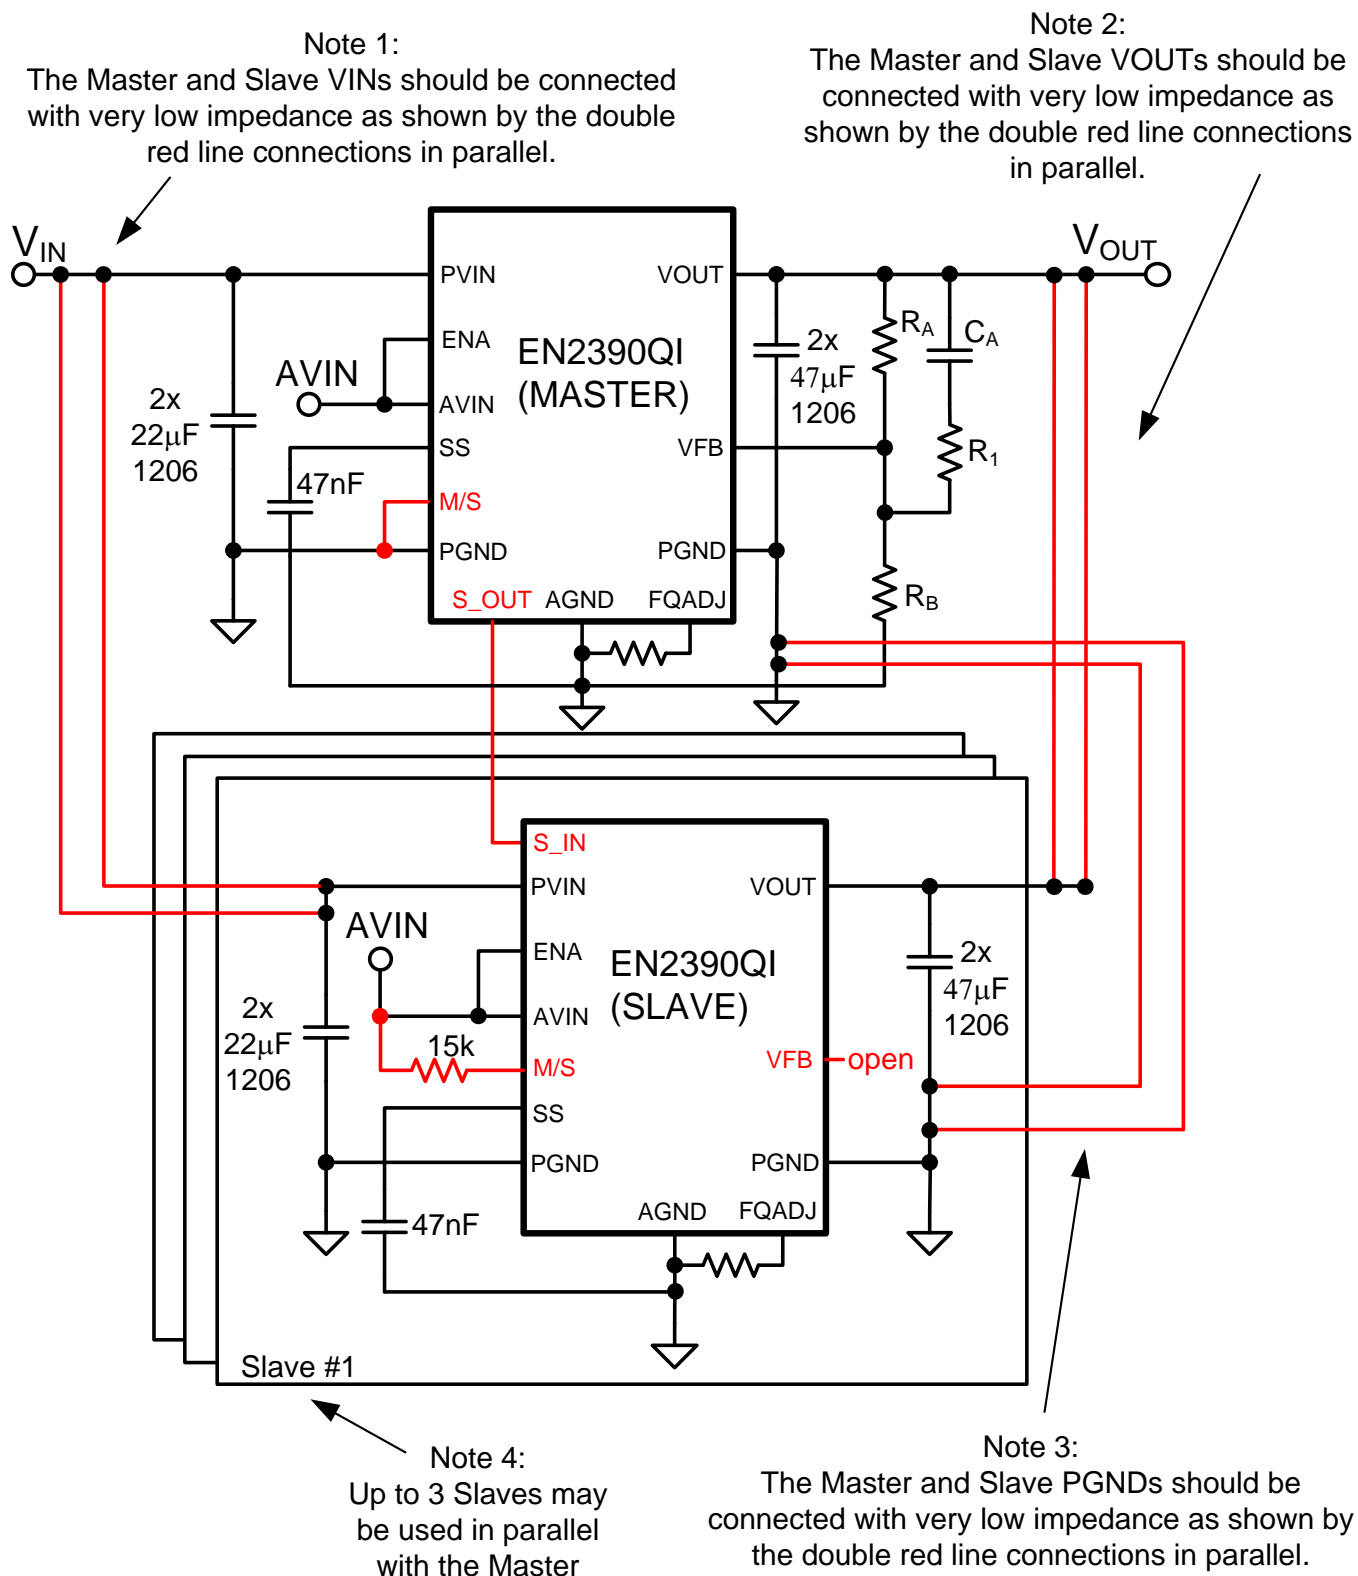 Note 1:
The Master and Slave VINs should be connected
with very low impedance as shown by the double
red line connections in parallel.
Note 2:
The Master and Slave VOUTs should be
connected with very low impedance as
shown by the double red line connections
in parallel.
VIN
VOUT
PVIN
VOUT
ENA
EN2390QI
(MASTER)
AVIN
AVIN
SS
M/S
PGND
VFB
PGND
S_OUT
AGND
FQADJ
2x
22µF
1206
47nF
2x
47µF
1206
RA
CA
R1
RB
S_IN
PVIN
VOUT
AVIN
ENA
EN2390QI
(SLAVE)
AVIN
15k
M/S
VFB
open
SS
PGND
PGND
AGND
FQADJ
2x
22µF
1206
47nF
2x
47µF
1206
Slave #1
Note 4:
Up to 3 Slaves may
be used in parallel
with the Master
Note 3:
The Master and Slave PGNDs should be
connected with very low impedance as shown by
the double red line connections in parallel.